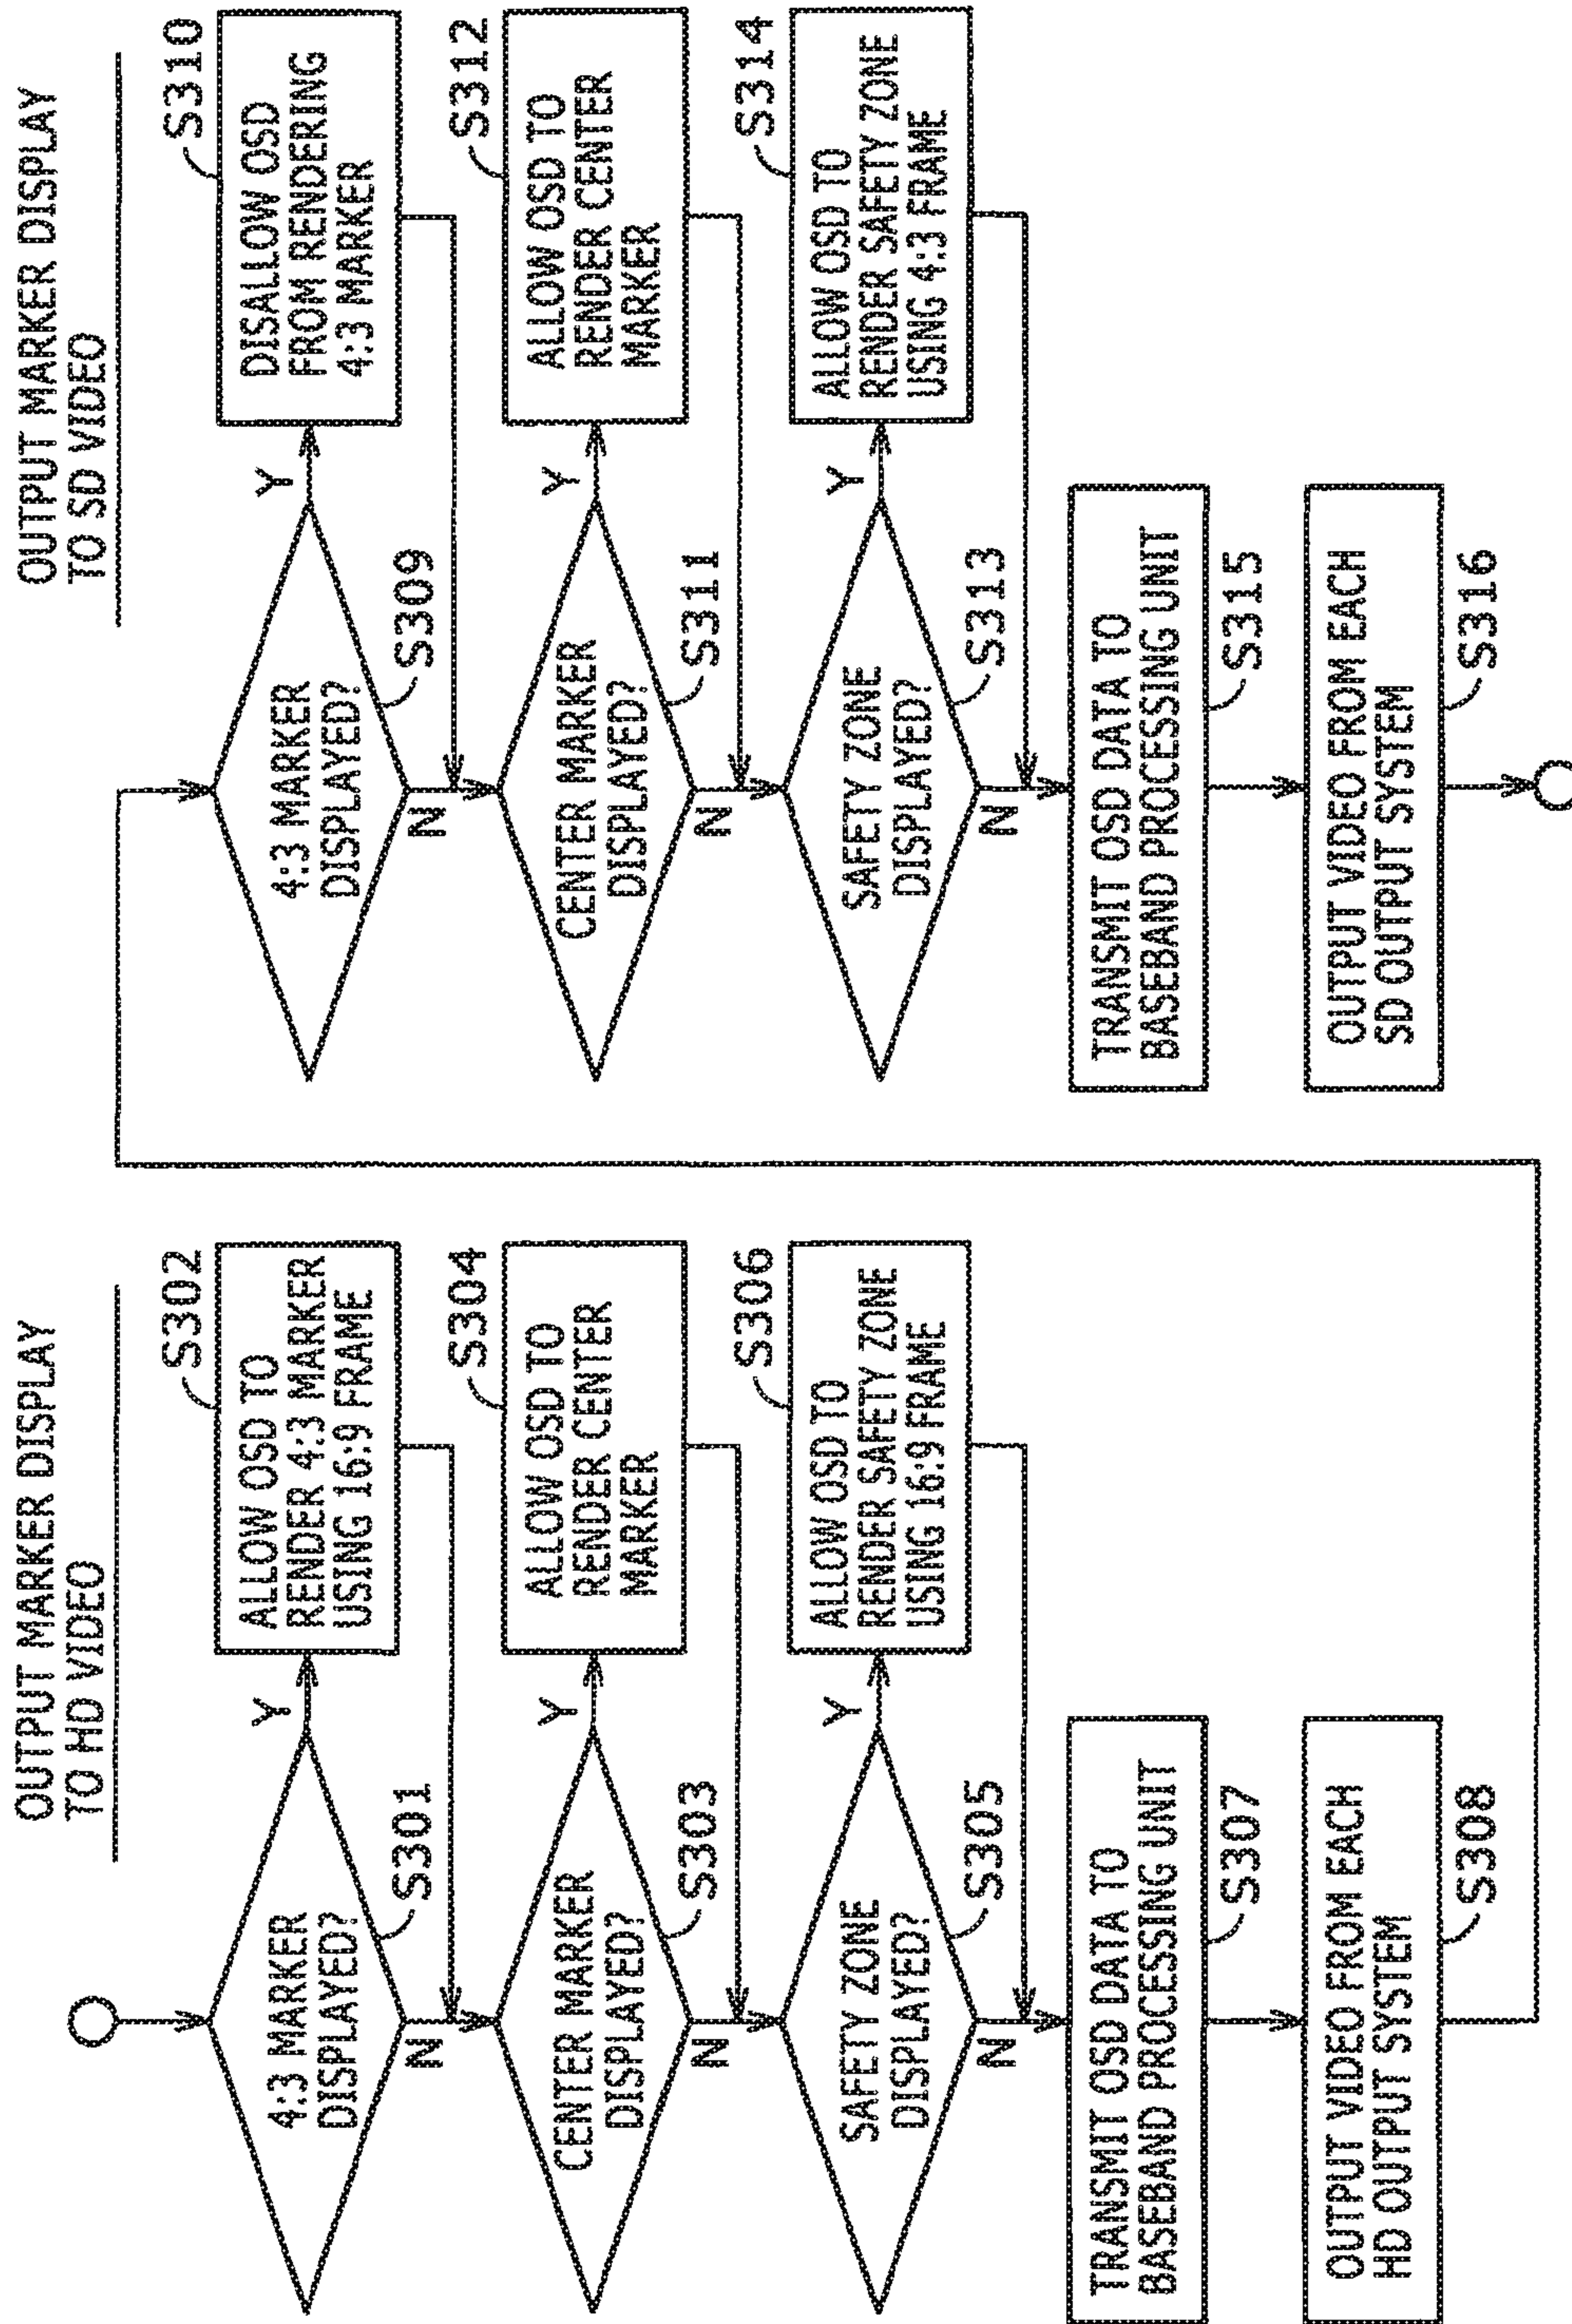 OUTPUT MARKER DISPLAY
TO HD VIDEO
4:3 MARKER
DISPLAYED?
S301
Y
N
S302
ALLOW OSD TO
RENDER 4:3 MARKER
USING 16:9 FRAME
CENTER MARKER
DISPLAYED?
S303
Y
N
S304
ALLOW OSD TO
RENDER CENTER
MARKER
SAFETY ZONE
DISPLAYED?
S305
Y
N
S306
ALLOW OSD TO
RENDER SAFETY ZONE
USING 16:9 FRAME
TRANSMIT OSD DATA TO
BASEBAND PROCESSING UNIT
S307
OUTPUT VIDEO FROM EACH
HD OUTPUT SYSTEM
S308
OUTPUT MARKER DISPLAY
TO SD VIDEO
4:3 MARKER
DISPLAYED?
S309
Y
N
S310
DISALLOW OSD
FROM RENDERING
4:3 MARKER
CENTER MARKER
DISPLAYED?
S311
Y
N
S312
ALLOW OSD TO
RENDER CENTER
MARKER
SAFETY ZONE
DISPLAYED?
S313
Y
N
S314
ALLOW OSD TO
RENDER SAFETY ZONE
USING 4:3 FRAME
TRANSMIT OSD DATA TO
BASEBAND PROCESSING UNIT
S315
OUTPUT VIDEO FROM EACH
SD OUTPUT SYSTEM
S316